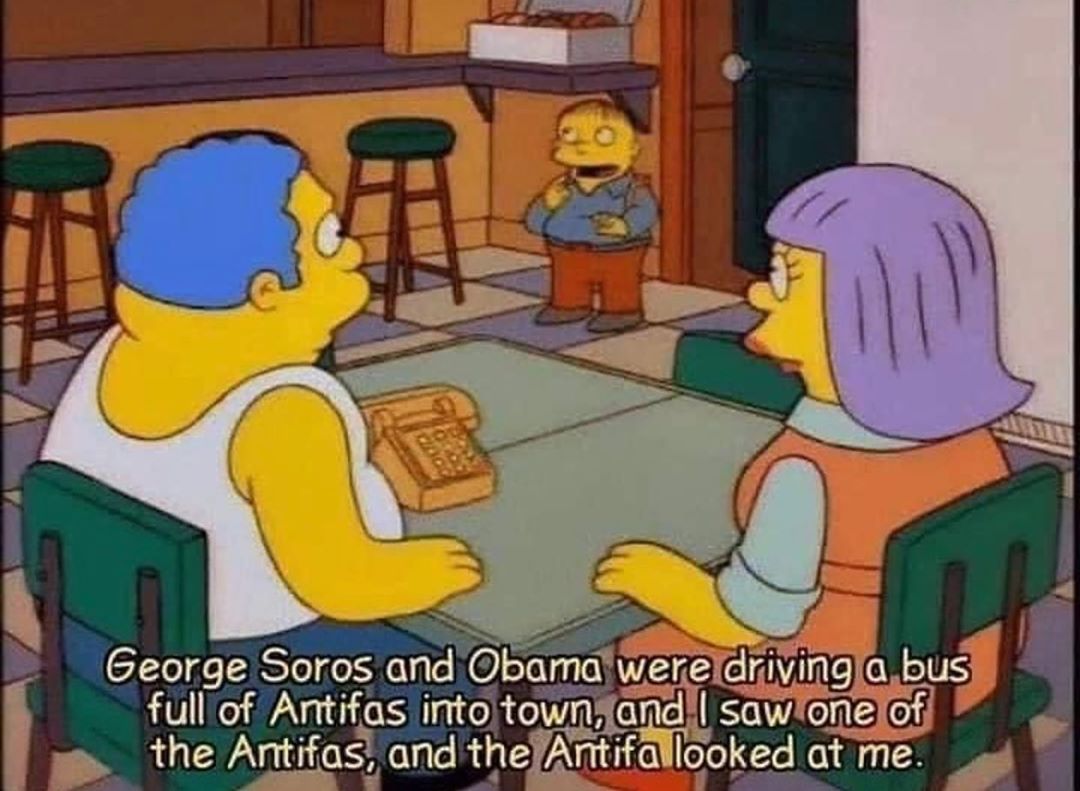 George Soros and Obama were driving a bus
full of Antifas into town, and I saw one of
the Antifas, and the Antifa looked at me.